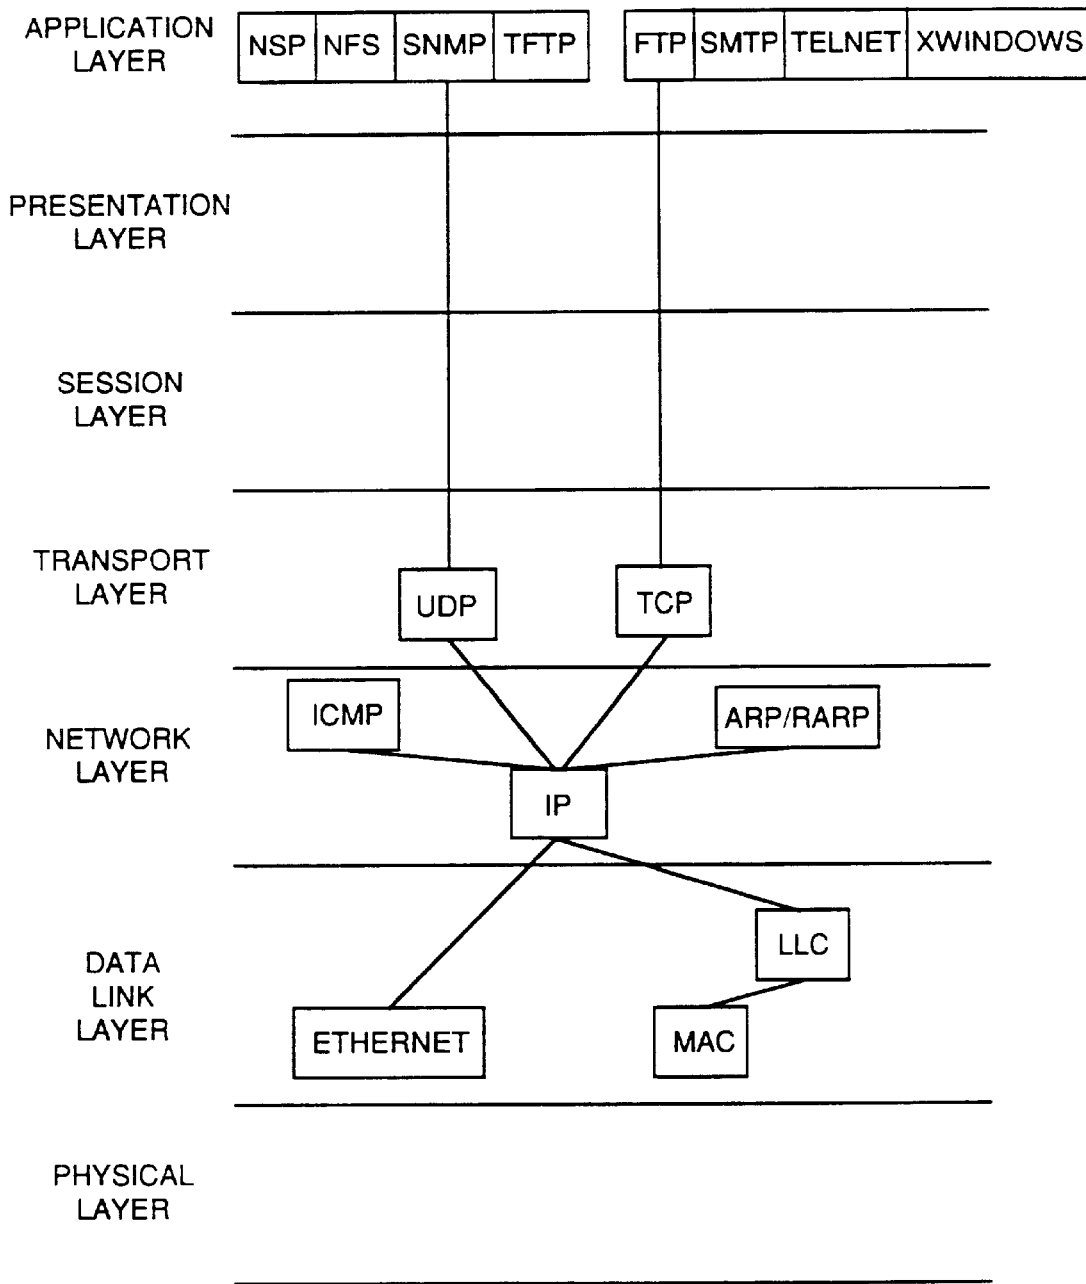 APPLICATION
LAYER
NSP NFS SNMP TFTP
FTP SMTP TELNET XWINDOWS
PRESENTATION
LAYER
SESSION
LAYER
TRANSPORT
LAYER
UDP
TCP
NETWORK
LAYER
ICMP
ARP/RARP
IP
DATA
LINK
LAYER
LLC
ETHERNET
MAC
PHYSICAL
LAYER